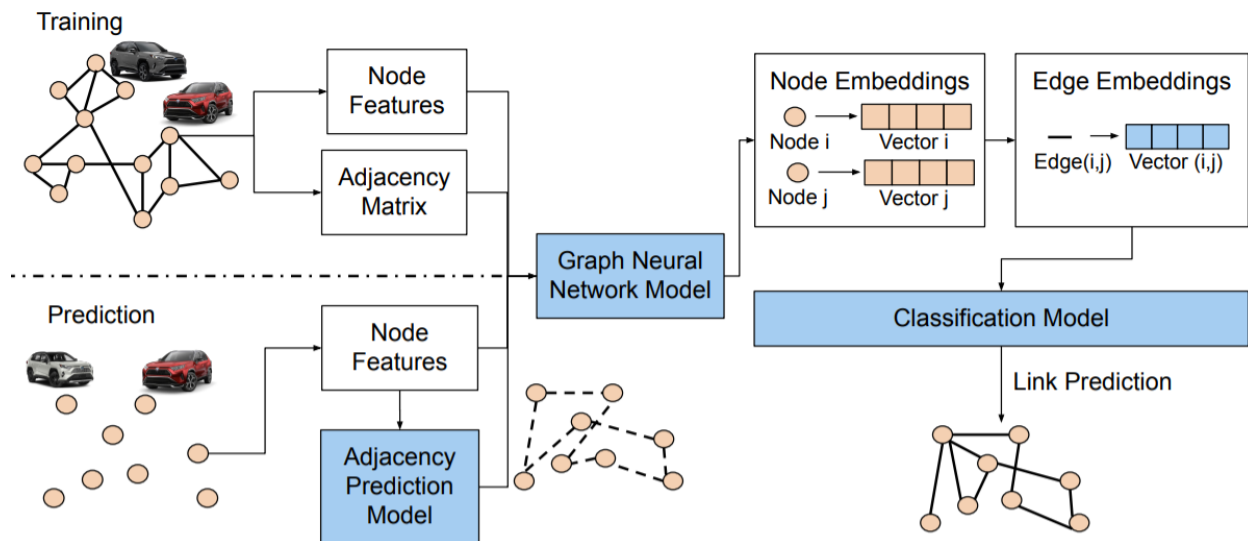 Training
Node
Features
Adjacency
Matrix
Prediction
Node
Features
Adjacency
Prediction
Model
Graph Neural
Network Model
Node Embeddings
Node i
Vector i
Node j
Vector j
Edge Embeddings
Edge(i,j)
Vector (i,j)
Classification Model
Link Prediction